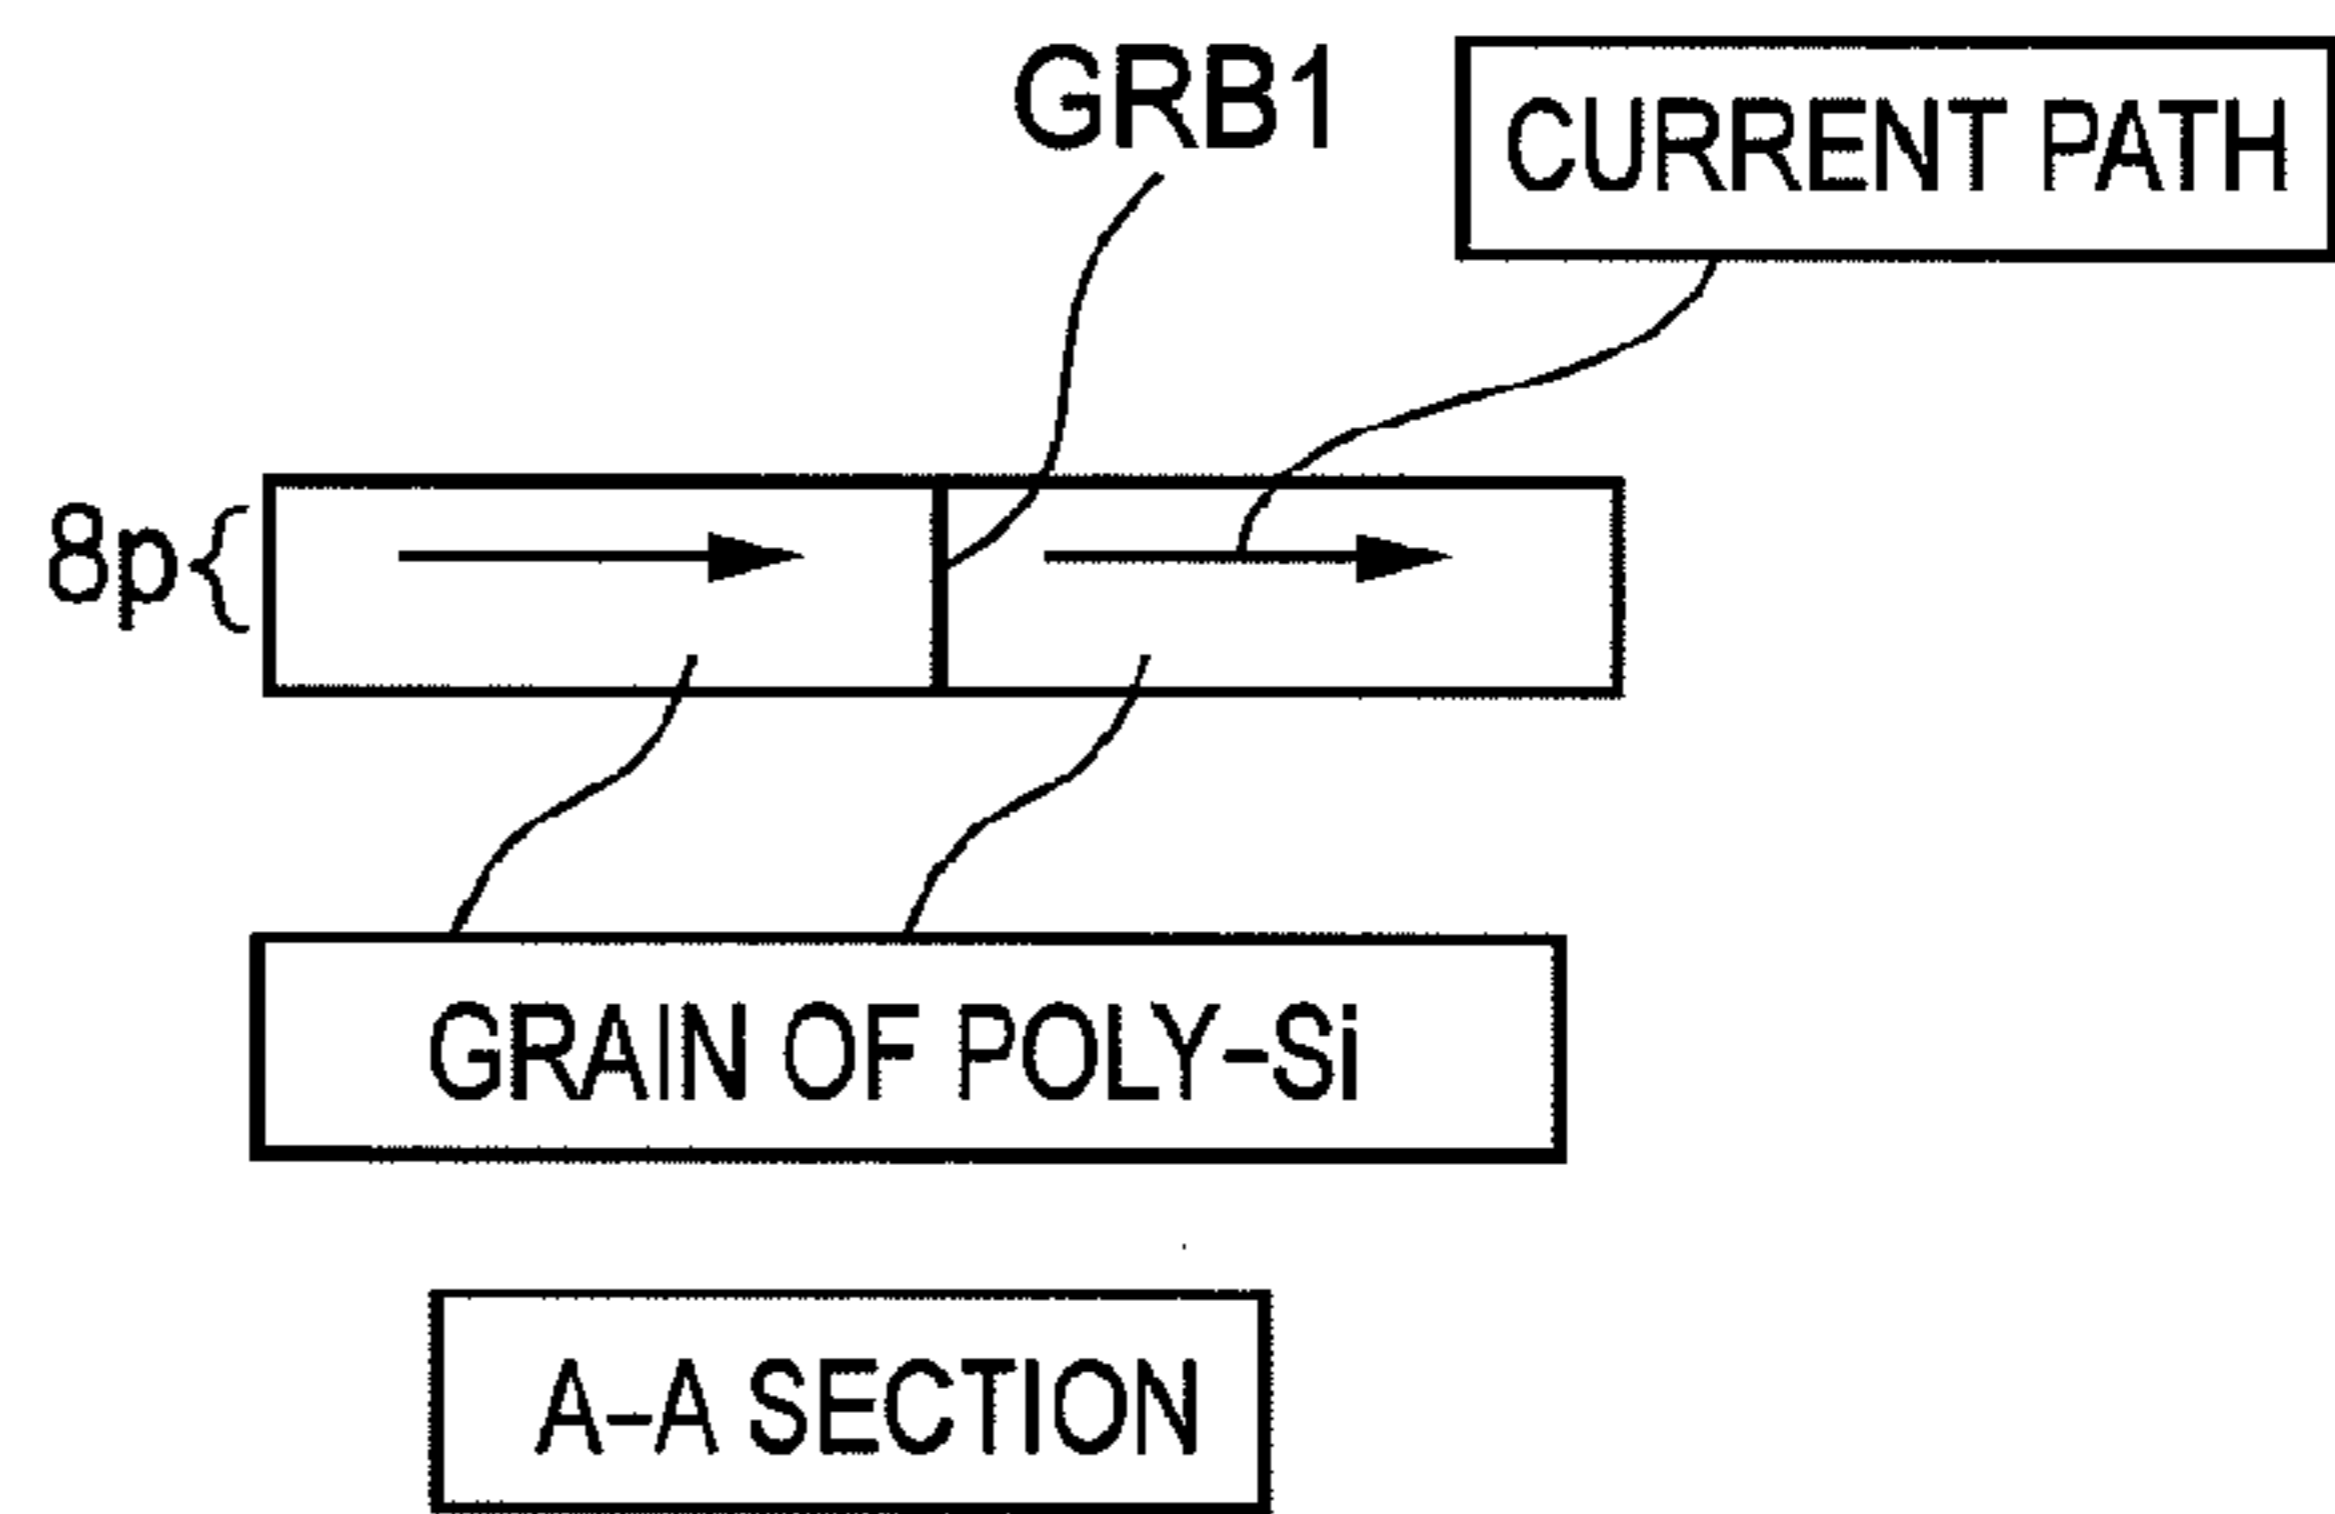 GRB1
CURRENT PATH
8p
GRAIN OF POLY-Si
A-A SECTION